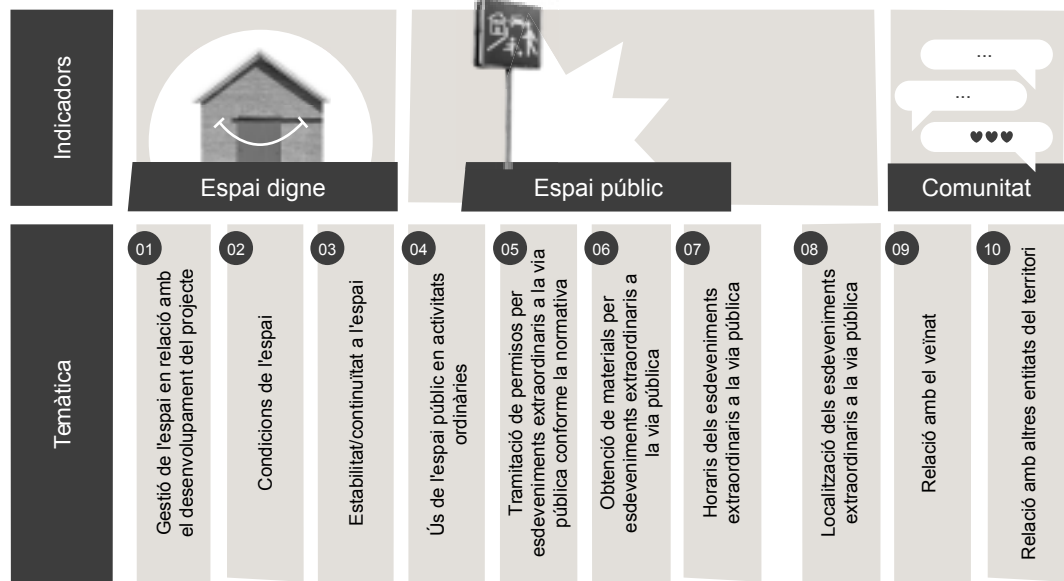 Indicadors
Espai digne
Espai públic
...
...
Comunitat
Temàtica
01
Gestió de l'espai en relació amb
el desenvolupament del projecte
02
Condicions de l'espai
03
Estabilitat/continuïtat a l'espai
04
Ús de l'espai públic en activitats
ordinàries
05
Tramitació de permisos per
esdeveniments extraordinaris a la via
pública conforme la normativa
06
Obtenció de materials per
esdeveniments extraordinaris a
la via pública
07
Horaris dels esdeveniments
extraordinaris a la via pública
08
Localització dels esdeveniments
extraordinaris a la via pública
09
Relació amb el veïnat
10
Relació amb altres entitats del territori